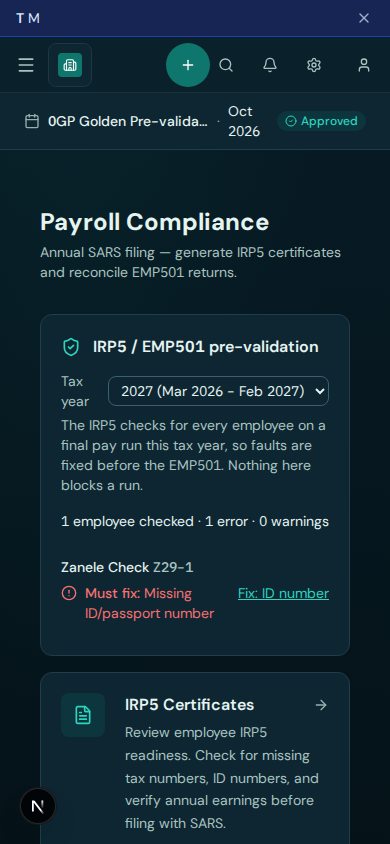 T M
0GP Golden Pre-valida… · Oct 2026 Approved
Payroll Compliance
Annual SARS filing — generate IRP5 certificates
and reconcile EMP501 returns.
IRP5 / EMP501 pre-validation
Tax year 2027 (Mar 2026 – Feb 2027)
The IRP5 checks for every employee on a
final pay run this tax year, so faults are
fixed before the EMP501. Nothing here
blocks a run.
1 employee checked · 1 error · 0 warnings
Zanele Check Z29-1
Must fix: Missing
ID/passport number
Fix: ID number
IRP5 Certificates
Review employee IRP5
readiness. Check for missing
tax numbers, ID numbers, and
verify annual earnings before
filing with SARS.
N